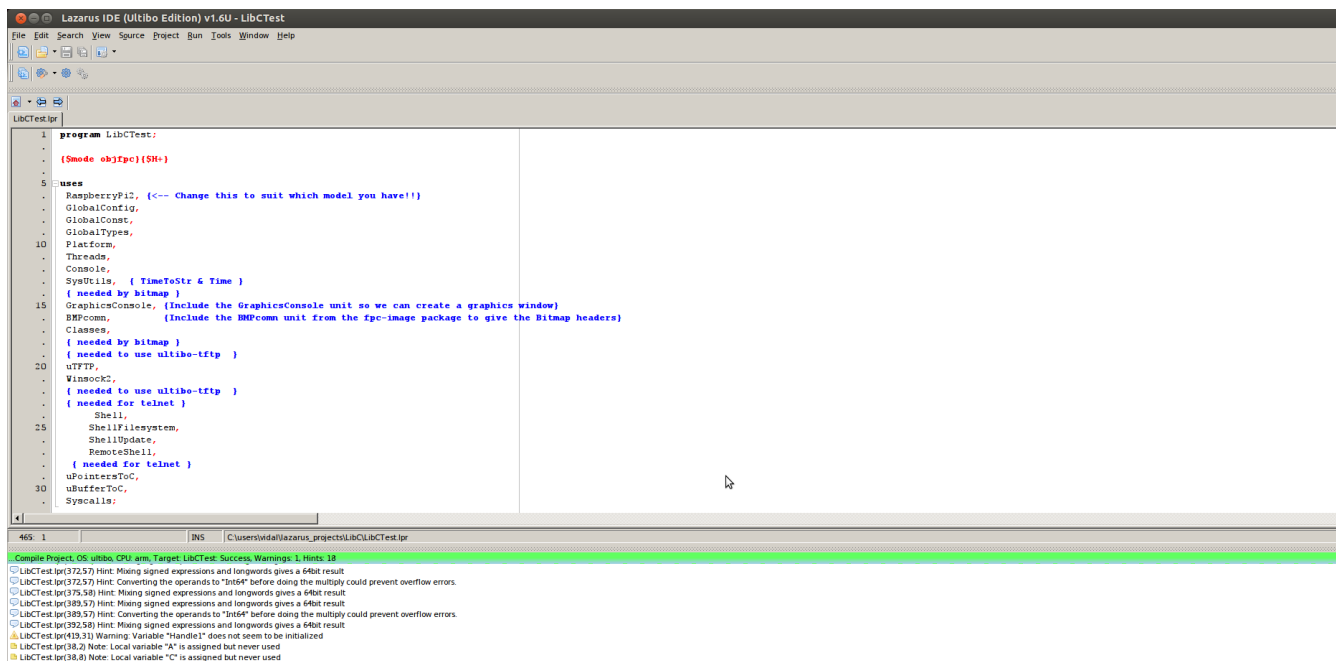 Lazarus IDE (Ultibo Edition) v1.6U - LibCTest
File Edit Search View Source Project Run Tools Window Help
LibCTest.lpr
1 program LibCTest;
.
. {$mode objfpc}{$H+}
.
5 uses
. RaspberryPi2, {<-- Change this to suit which model you have!!}
. GlobalConfig,
. GlobalConst,
. GlobalTypes,
10 Platform,
. Threads,
. Console,
. SysUtils, { TimeToStr & Time }
. { needed by bitmap }
15 GraphicsConsole, {Include the GraphicsConsole unit so we can create a graphics window}
. BMPcomn, {Include the BMPcomn unit from the fpc-image package to give the Bitmap headers}
. Classes,
. { needed by bitmap }
. { needed to use ultibo-tftp }
20 uTFTP,
. Winsock2,
. { needed to use ultibo-tftp }
. { needed for telnet }
. Shell,
25 ShellFilesystem,
. ShellUpdate,
. RemoteShell,
. { needed for telnet }
. uPointersToC,
30 uBufferToC,
. Syscalls;
465: 1 INS C:\users\vidal\lazarus_projects\LibC\LibCTest.lpr
Compile Project, OS: ultibo, CPU: arm, Target: LibCTest: Success, Warnings: 1, Hints: 18
LibCTest.lpr(372,57) Hint: Mixing signed expressions and longwords gives a 64bit result
LibCTest.lpr(372,57) Hint: Converting the operands to "Int64" before doing the multiply could prevent overflow errors.
LibCTest.lpr(375,58) Hint: Mixing signed expressions and longwords gives a 64bit result
LibCTest.lpr(389,57) Hint: Mixing signed expressions and longwords gives a 64bit result
LibCTest.lpr(389,57) Hint: Converting the operands to "Int64" before doing the multiply could prevent overflow errors.
LibCTest.lpr(392,58) Hint: Mixing signed expressions and longwords gives a 64bit result
LibCTest.lpr(419,31) Warning: Variable "Handle1" does not seem to be initialized
LibCTest.lpr(38,2) Note: Local variable "A" is assigned but never used
LibCTest.lpr(38,8) Note: Local variable "C" is assigned but never used